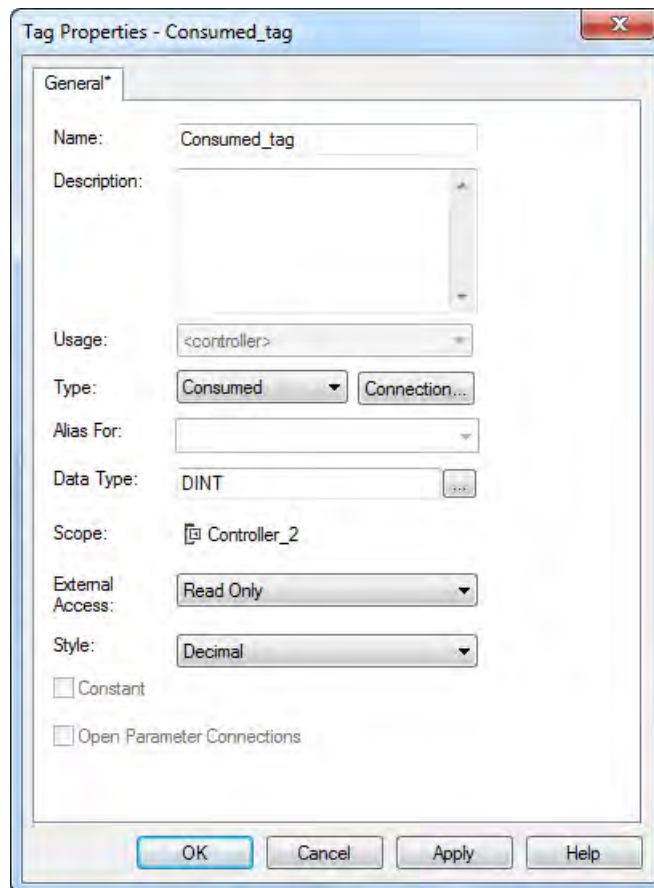 Tag Properties - Consumed_tag
General*
Name: Consumed_tag
Description:
Usage: <controller>
Type: Consumed Connection...
Alias For:
Data Type: DINT ...
Scope: Controller_2
External
Access: Read Only
Style: Decimal
Constant
Open Parameter Connections
OK Cancel Apply Help